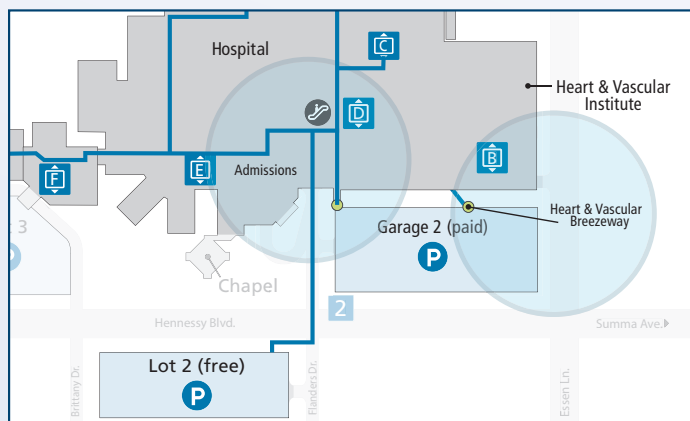 Hospital
C
Heart & Vascular
Institute
D
B
E
Admissions
F
Heart & Vascular
Breezeway
3
P
Garage 2 (paid)
P
Chapel
2
Hennessy Blvd.
Summa Ave.
Lot 2 (free)
P
Brittany Dr.
Flanders Dr.
Essen Ln.